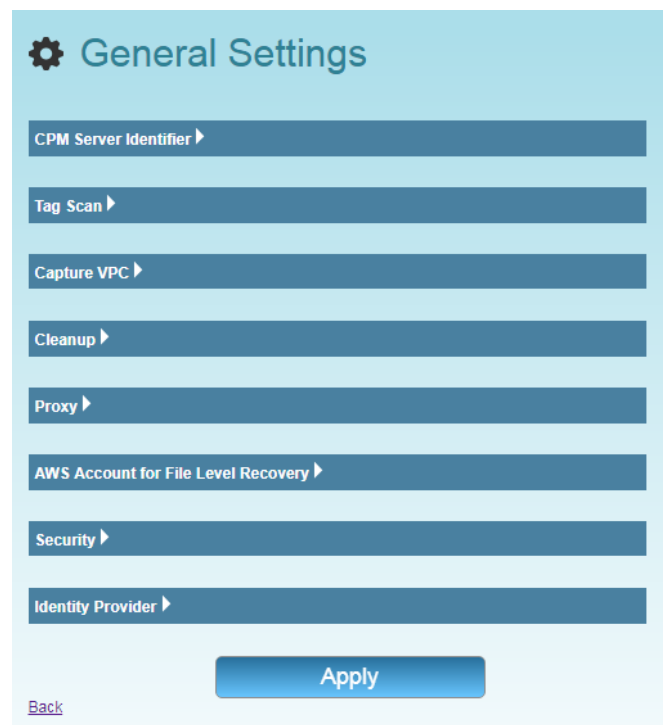 General Settings
CPM Server Identifier
Tag Scan
Capture VPC
Cleanup
Proxy
AWS Account for File Level Recovery
Security
Identity Provider
Apply
Back